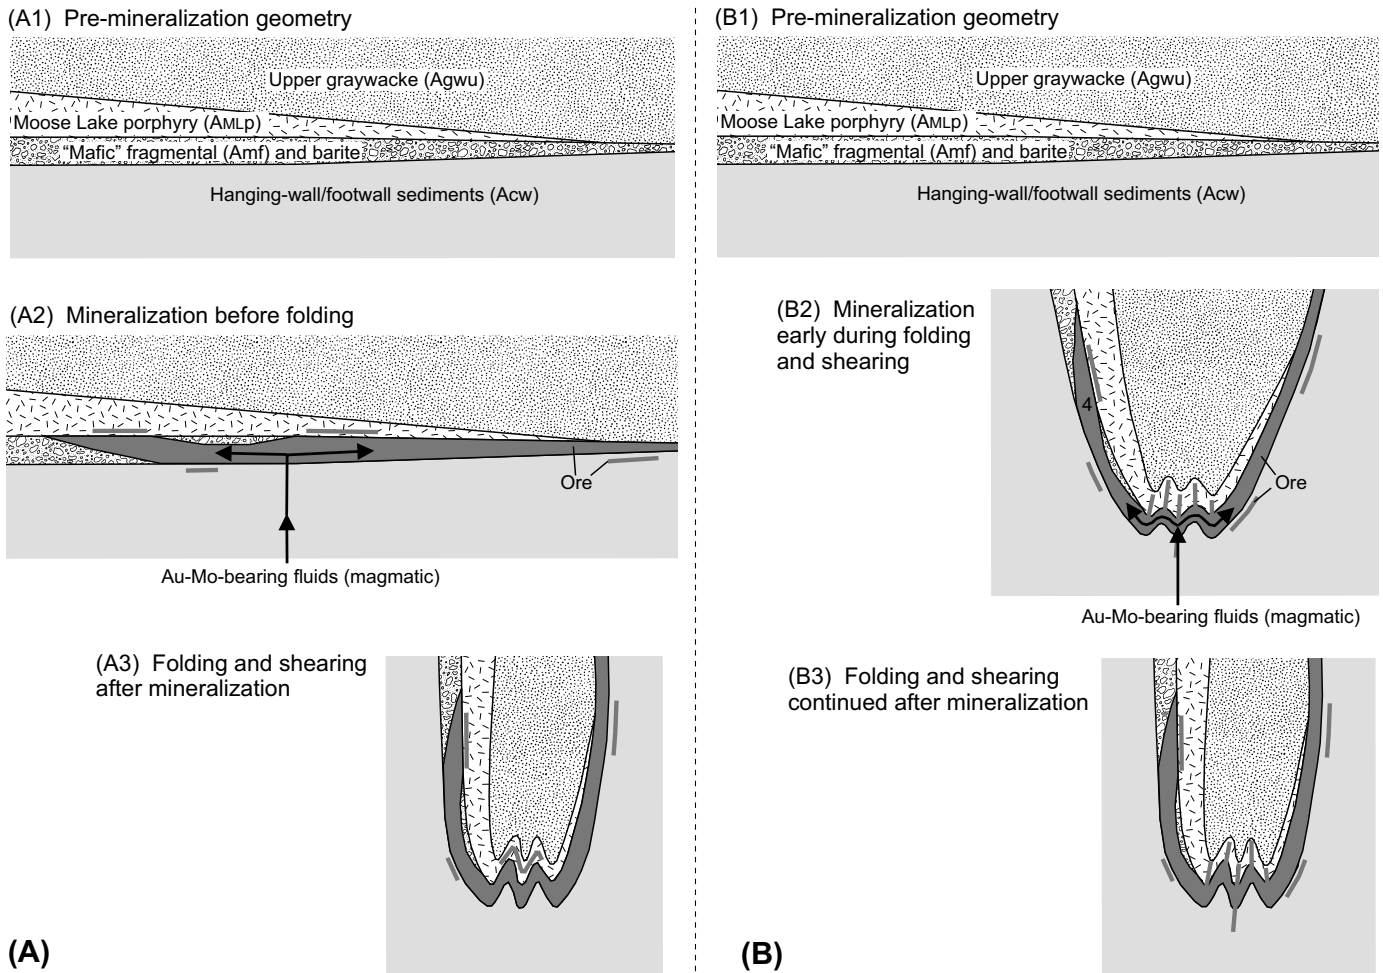 (A1) Pre-mineralization geometry
Upper graywacke (Agwu)
Moose Lake porphyry (AMLp)
“Mafic” fragmental (Amf) and barite
Hanging-wall/footwall sediments (Acw)
(A2) Mineralization before folding
Ore
Au-Mo-bearing fluids (magmatic)
(A3) Folding and shearing
after mineralization
(A)
(B1) Pre-mineralization geometry
Upper graywacke (Agwu)
Moose Lake porphyry (AMLp)
“Mafic” fragmental (Amf) and barite
Hanging-wall/footwall sediments (Acw)
(B2) Mineralization
early during folding
and shearing
4
Ore
Au-Mo-bearing fluids (magmatic)
(B3) Folding and shearing
continued after mineralization
(B)